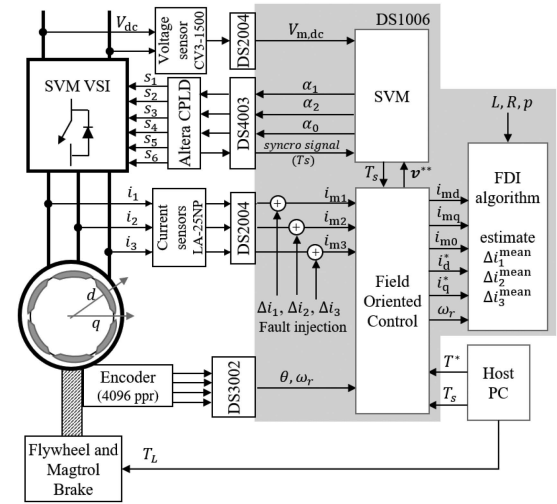 DS1006
V_dc
Voltage
sensor
CV3-1500
DS2004
V_m,dc
SVM VSI
s_1
s_2
s_3
s_4
s_5
s_6
Altera CPLD
DS4003
α_1
α_2
α_0
syncro signal
(Ts)
SVM
T_s
v**
L, R, p
i_1
i_2
i_3
Current
sensors
LA-25NP
DS2004
i_m1
i_m2
i_m3
+
+
+
Δi_1, Δi_2, Δi_3
Fault injection
Field
Oriented
Control
i_md
i_mq
i_m0
i_d^*
i_q^*
ω_r
FDI
algorithm
estimate
Δi_1^mean
Δi_2^mean
Δi_3^mean
d
q
Encoder
(4096 ppr)
DS3002
θ, ω_r
T*
T_s
Host
PC
Flywheel and
Magtrol
Brake
T_L